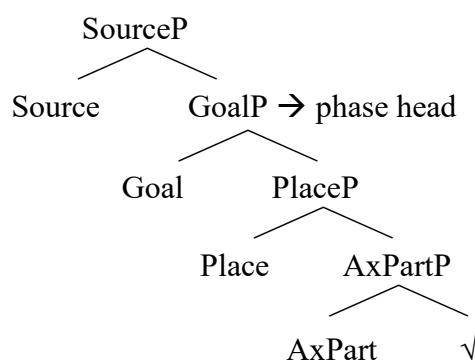 SourceP
Source GoalP → phase head
Goal PlaceP
Place AxPartP
AxPart √